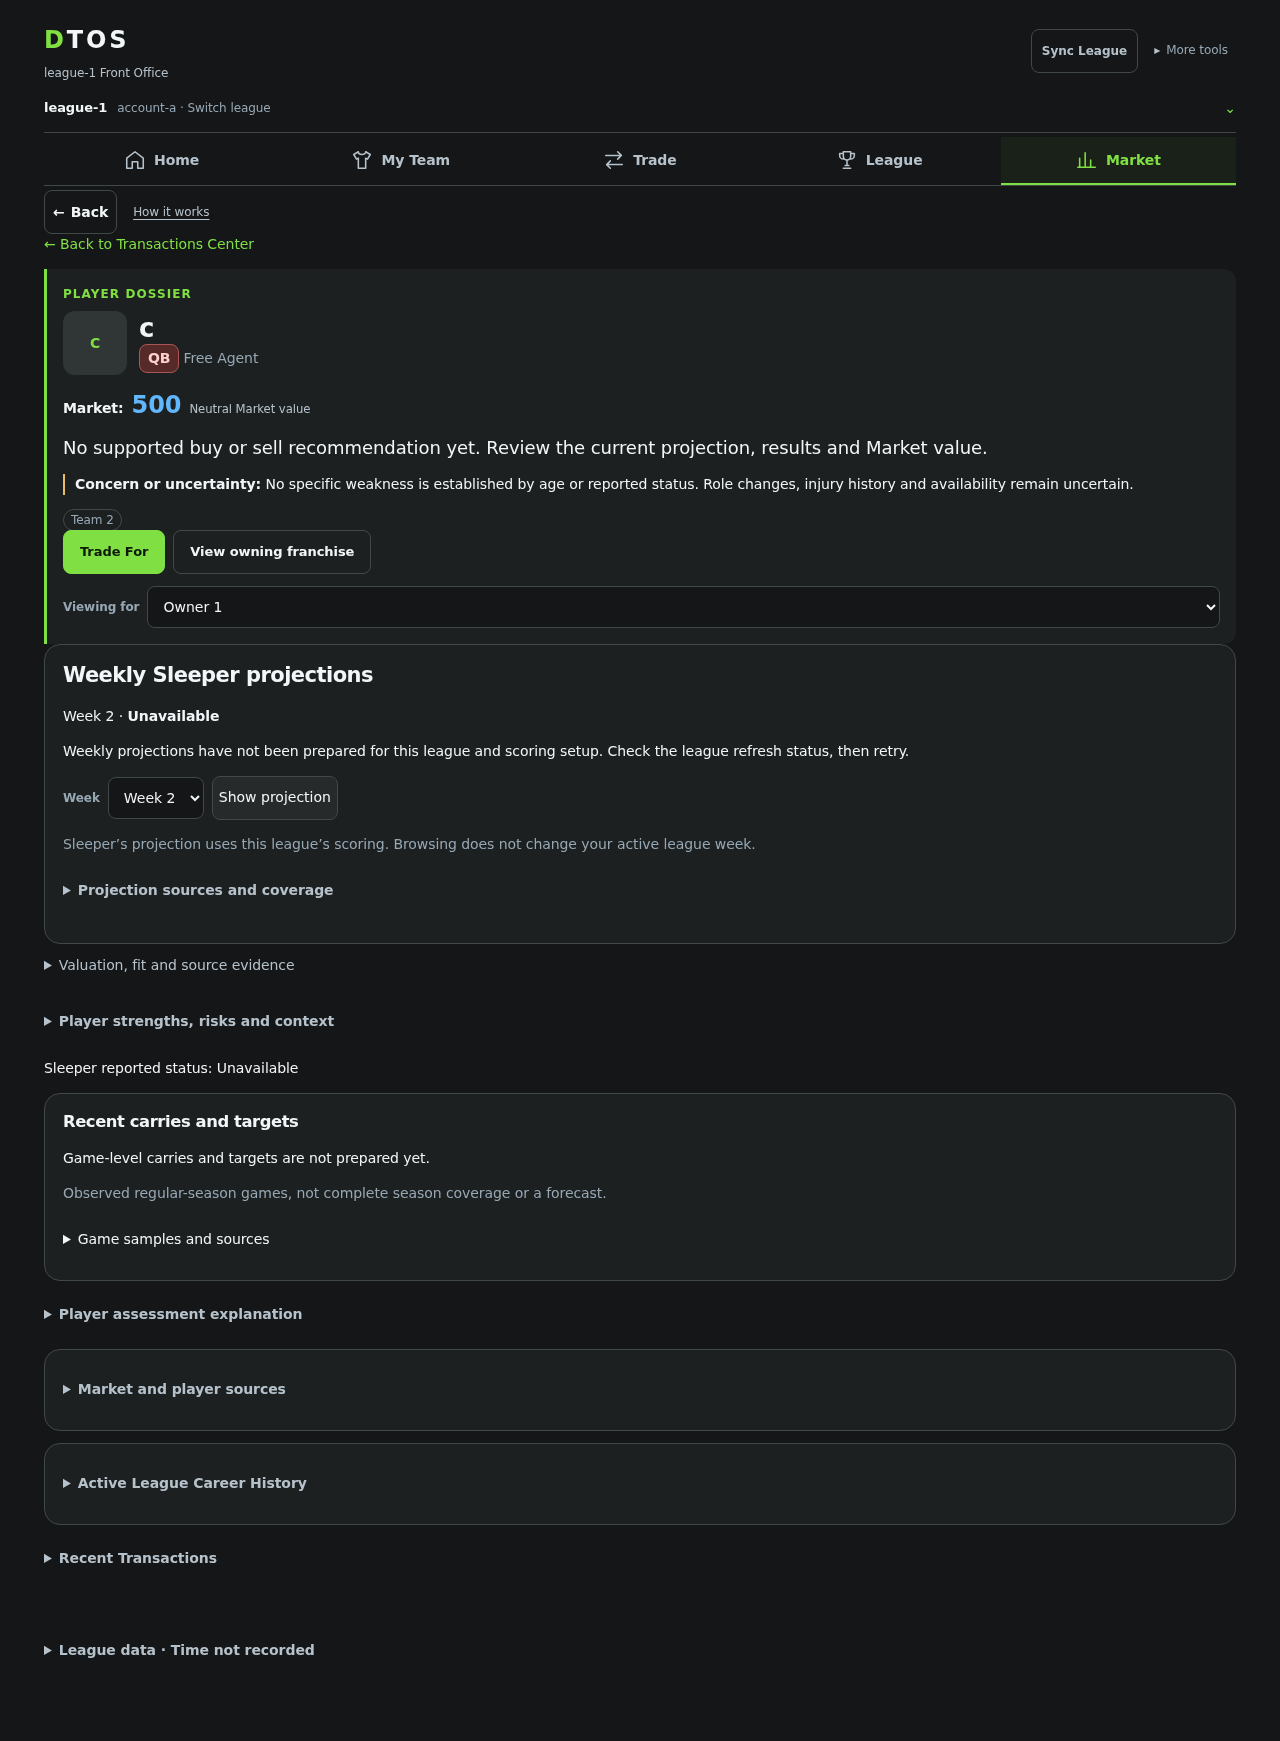 DTOS
league-1 Front Office
Sync League
▸ More tools
league-1 account-a · Switch league
Home
My Team
Trade
League
Market
← Back
How it works
← Back to Transactions Center
PLAYER DOSSIER
C
c
QB Free Agent
Market: 500 Neutral Market value
No supported buy or sell recommendation yet. Review the current projection, results and Market value.
Concern or uncertainty: No specific weakness is established by age or reported status. Role changes, injury history and availability remain uncertain.
Team 2
Trade For
View owning franchise
Viewing for Owner 1
Weekly Sleeper projections
Week 2 · Unavailable
Weekly projections have not been prepared for this league and scoring setup. Check the league refresh status, then retry.
Week Week 2 Show projection
Sleeper’s projection uses this league’s scoring. Browsing does not change your active league week.
▶ Projection sources and coverage
▶ Valuation, fit and source evidence
▶ Player strengths, risks and context
Sleeper reported status: Unavailable
Recent carries and targets
Game-level carries and targets are not prepared yet.
Observed regular-season games, not complete season coverage or a forecast.
▶ Game samples and sources
▶ Player assessment explanation
▶ Market and player sources
▶ Active League Career History
▶ Recent Transactions
▶ League data · Time not recorded